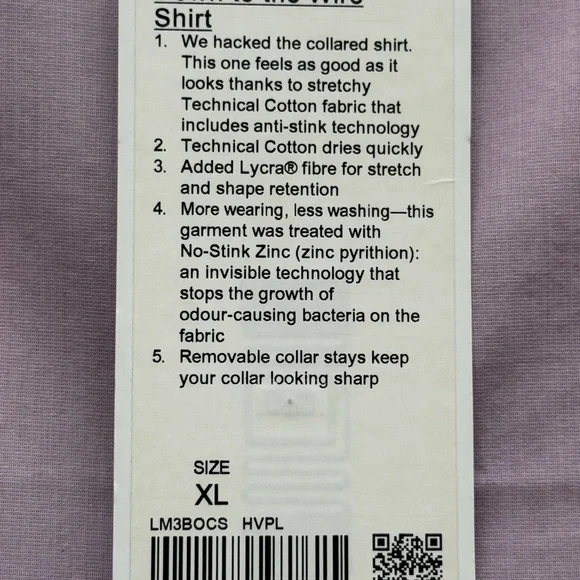 Down to the Wire
Shirt
1. We hacked the collared shirt.
This one feels as good as it
looks thanks to stretchy
Technical Cotton fabric that
includes anti-stink technology
2. Technical Cotton dries quickly
3. Added Lycra® fibre for stretch
and shape retention
4. More wearing, less washing—this
garment was treated with
No-Stink Zinc (zinc pyrithion):
an invisible technology that
stops the growth of
odour-causing bacteria on the
fabric
5. Removable collar stays keep
your collar looking sharp
SIZE
XL
LM3BOCS HVPL